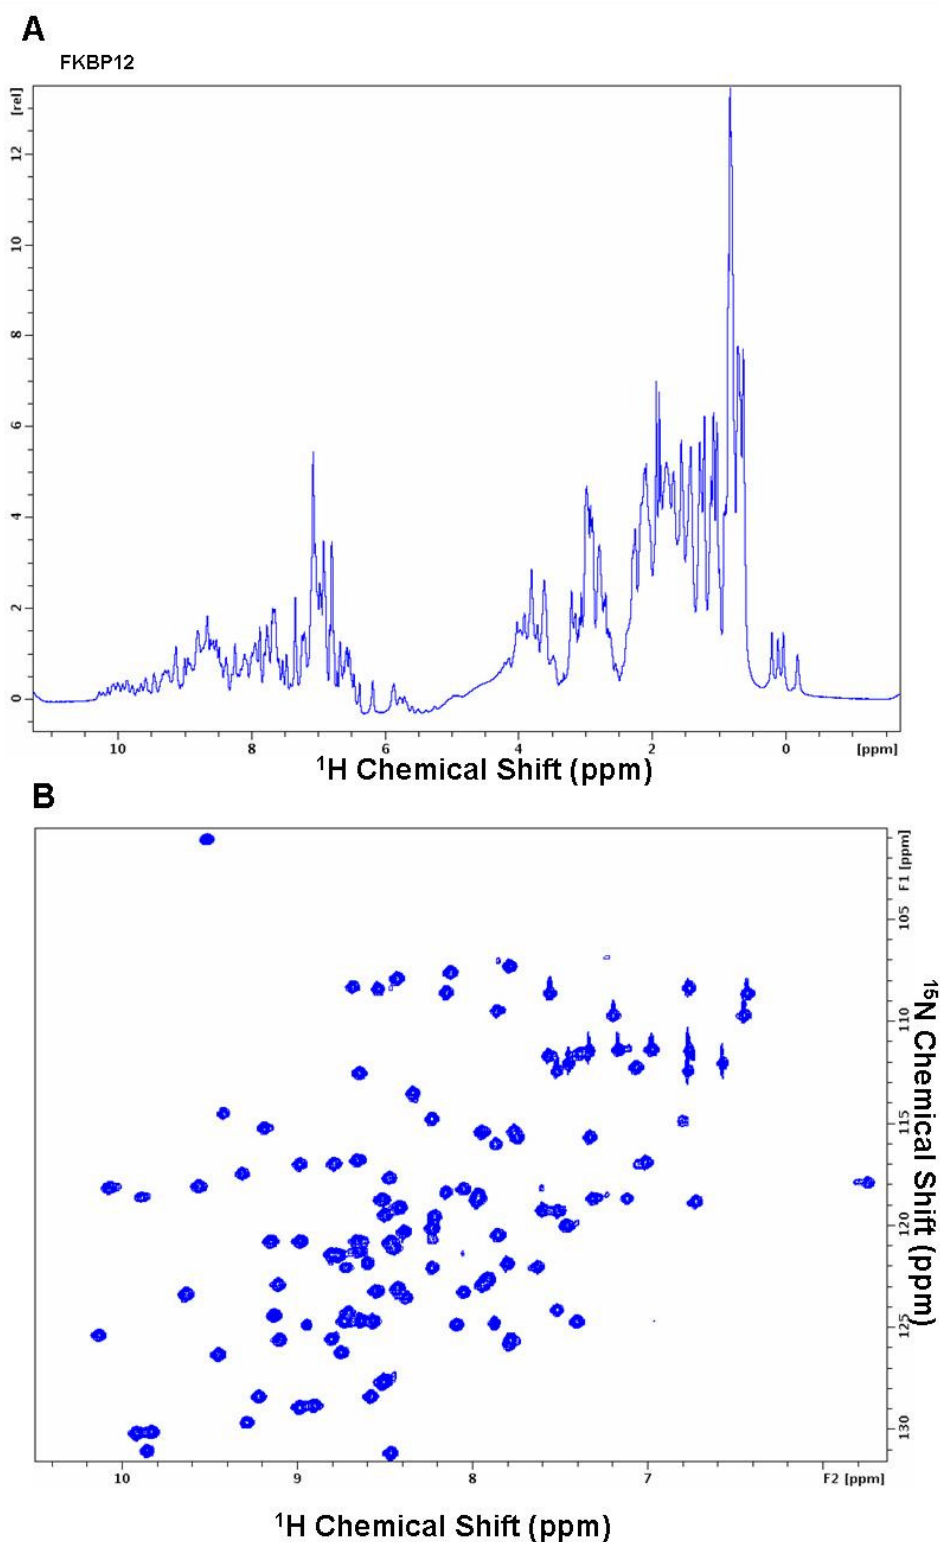 A
FKBP12
[rel]
12
10
8
6
4
2
0
10 8 6 4 2 0 [ppm]
¹H Chemical Shift (ppm)
B
F1 [ppm]
105
110
115
120
125
130
¹⁵N Chemical Shift (ppm)
10 9 8 7 F2 [ppm]
¹H Chemical Shift (ppm)